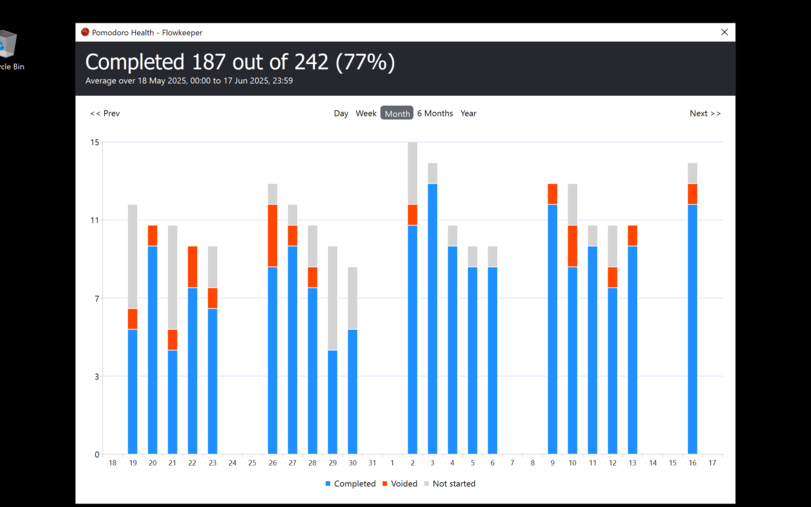 cle Bin
Pomodoro Health - Flowkeeper
Completed 187 out of 242 (77%)
Average over 18 May 2025, 00:00 to 17 Jun 2025, 23:59
<< Prev Day Week Month 6 Months Year Next >>
15
11
7
3
0
18 19 20 21 22 23 24 25 26 27 28 29 30 31 1 2 3 4 5 6 7 8 9 10 11 12 13 14 15 16 17
Completed Voided Not started